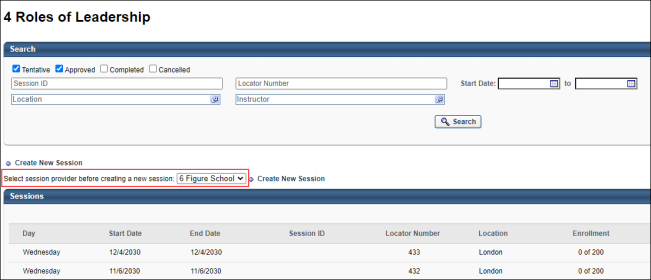 4 Roles of Leadership
Search
Tentative Approved Completed Cancelled
Session ID Locator Number Start Date: to
Location Instructor
Search
Create New Session
Select session provider before creating a new session: 6 Figure School Create New Session
Sessions
Day Start Date End Date Session ID Locator Number Location Enrollment
Wednesday 12/4/2030 12/4/2030 433 London 0 of 200
Wednesday 11/6/2030 11/6/2030 432 London 0 of 200